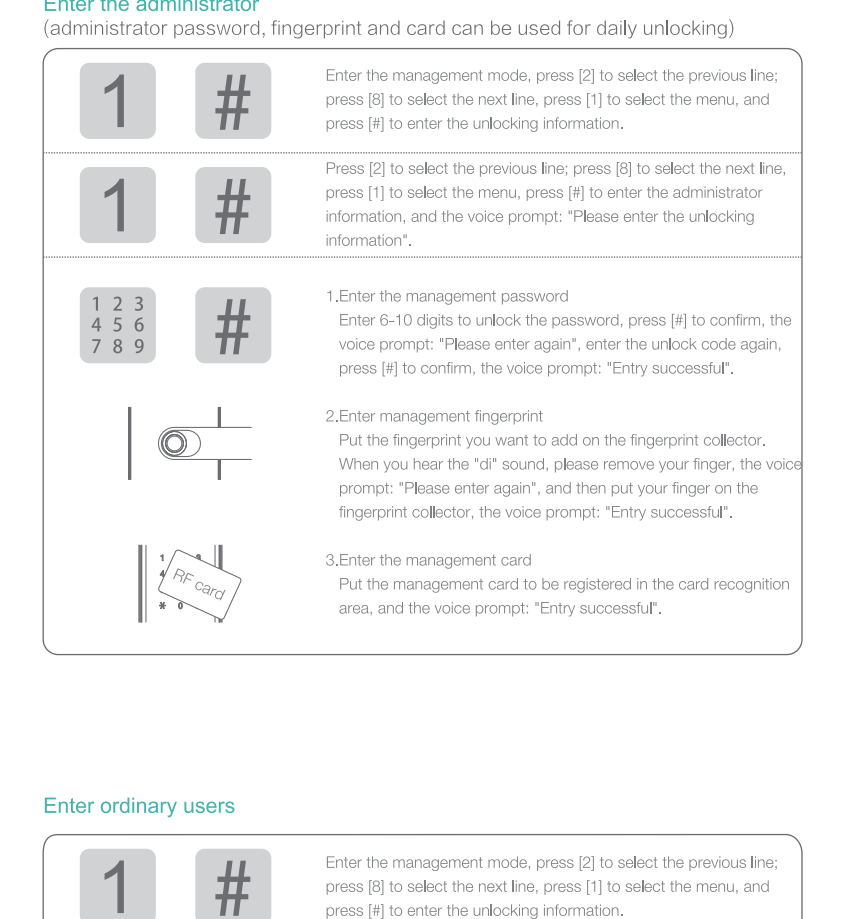 Enter the administrator
(administrator password, fingerprint and card can be used for daily unlocking)
1 #
Enter the management mode, press [2] to select the previous line;
press [8] to select the next line, press [1] to select the menu, and
press [#] to enter the unlocking information.
1 #
Press [2] to select the previous line; press [8] to select the next line,
press [1] to select the menu, press [#] to enter the administrator
information, and the voice prompt: "Please enter the unlocking
information".
1 2 3
4 5 6
7 8 9
#
1.Enter the management password
Enter 6-10 digits to unlock the password, press [#] to confirm, the
voice prompt: "Please enter again", enter the unlock code again,
press [#] to confirm, the voice prompt: "Entry successful".
2.Enter management fingerprint
Put the fingerprint you want to add on the fingerprint collector.
When you hear the "di" sound, please remove your finger, the voice
prompt: "Please enter again", and then put your finger on the
fingerprint collector, the voice prompt: "Entry successful".
1
4
RF card
* 0
3.Enter the management card
Put the management card to be registered in the card recognition
area, and the voice prompt: "Entry successful".
Enter ordinary users
1 #
Enter the management mode, press [2] to select the previous line;
press [8] to select the next line, press [1] to select the menu, and
press [#] to enter the unlocking information.